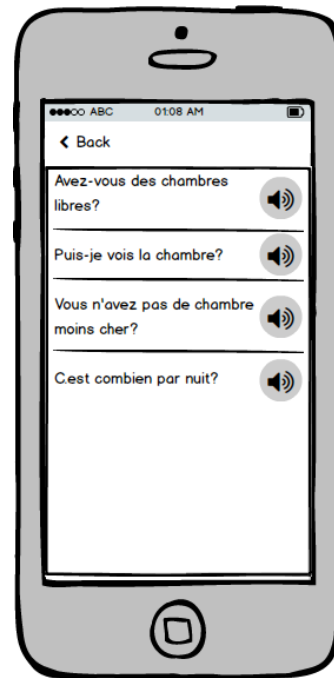 ●●●○○ ABC 01:08 AM
Back
Avez-vous des chambres
libres?
Puis-je vois la chambre?
Vous n'avez pas de chambre
moins cher?
C.est combien par nuit?